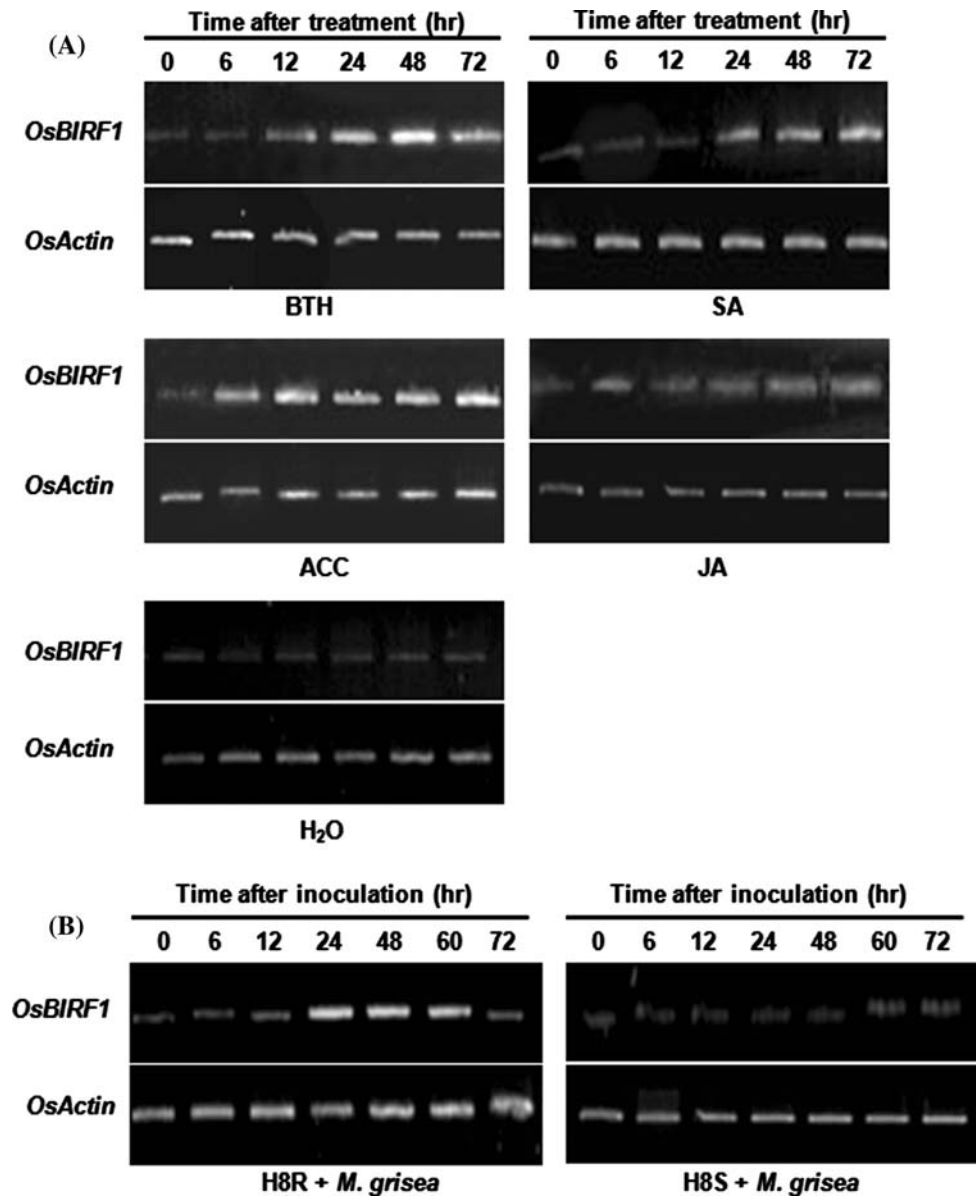 (A)
Time after treatment (hr)
0 6 12 24 48 72
Time after treatment (hr)
0 6 12 24 48 72
OsBIRF1
OsActin
BTH
SA
OsBIRF1
OsActin
ACC
JA
OsBIRF1
OsActin
H₂O
(B)
Time after inoculation (hr)
0 6 12 24 48 60 72
Time after inoculation (hr)
0 6 12 24 48 60 72
OsBIRF1
OsActin
H8R + M. grisea
H8S + M. grisea